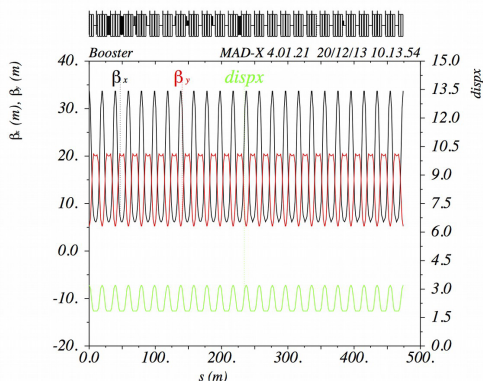 Booster MAD-X 4.01.21 20/12/13 10.13.54
40. 15.0
βx βy dispx
13.5
30.
12.0
20. 10.5
9.0
10. 7.5
6.0
0.0
4.5
-10. 3.0
1.5
-20. 0.0
0.0 100. 200. 300. 400. 500.
s (m)
βx (m), βy (m)
dispx